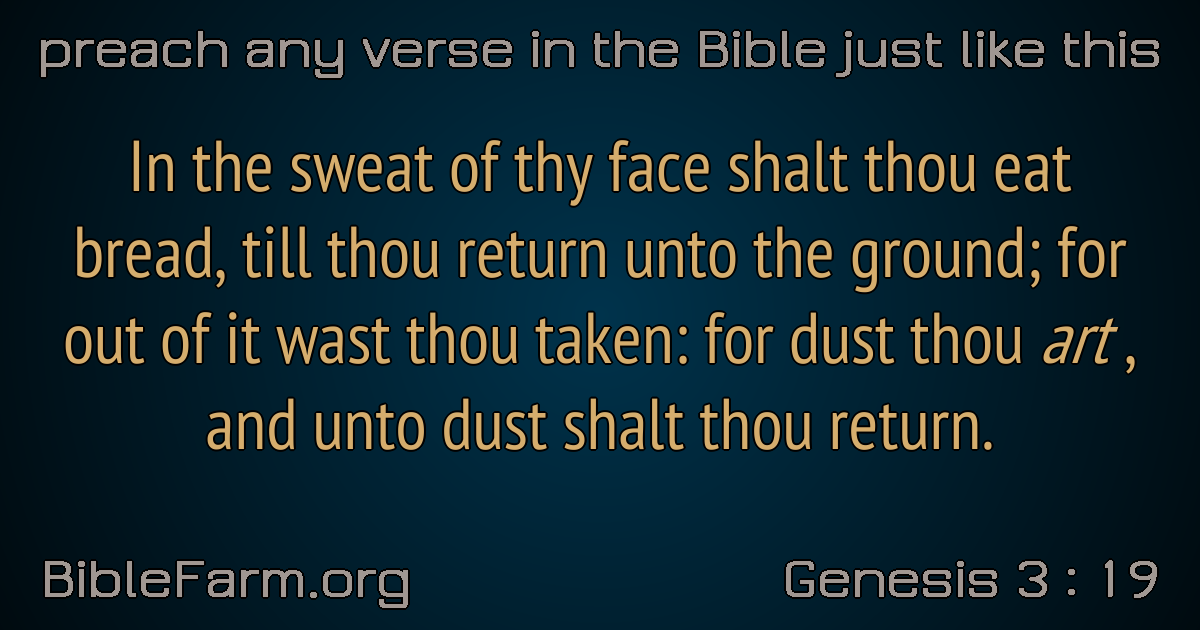 preach any verse in the Bible just like this
In the sweat of thy face shalt thou eat
bread, till thou return unto the ground; for
out of it wast thou taken: for dust thou art ,
and unto dust shalt thou return.
BibleFarm.org
Genesis 3 : 19